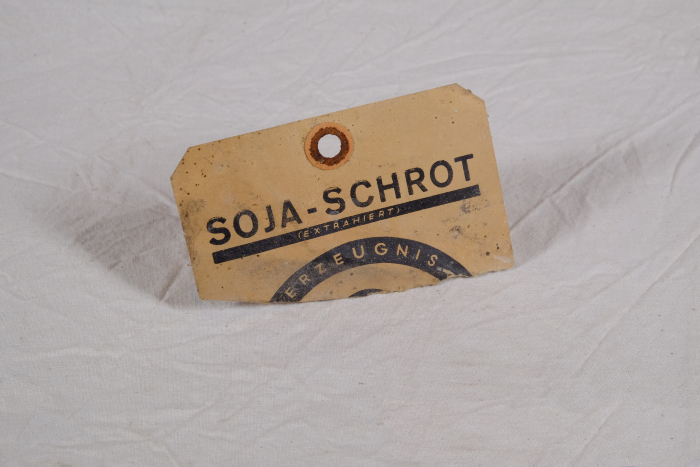 SOJA-SCHROT
(EXTRAHIERT)
ERZEUGNIS